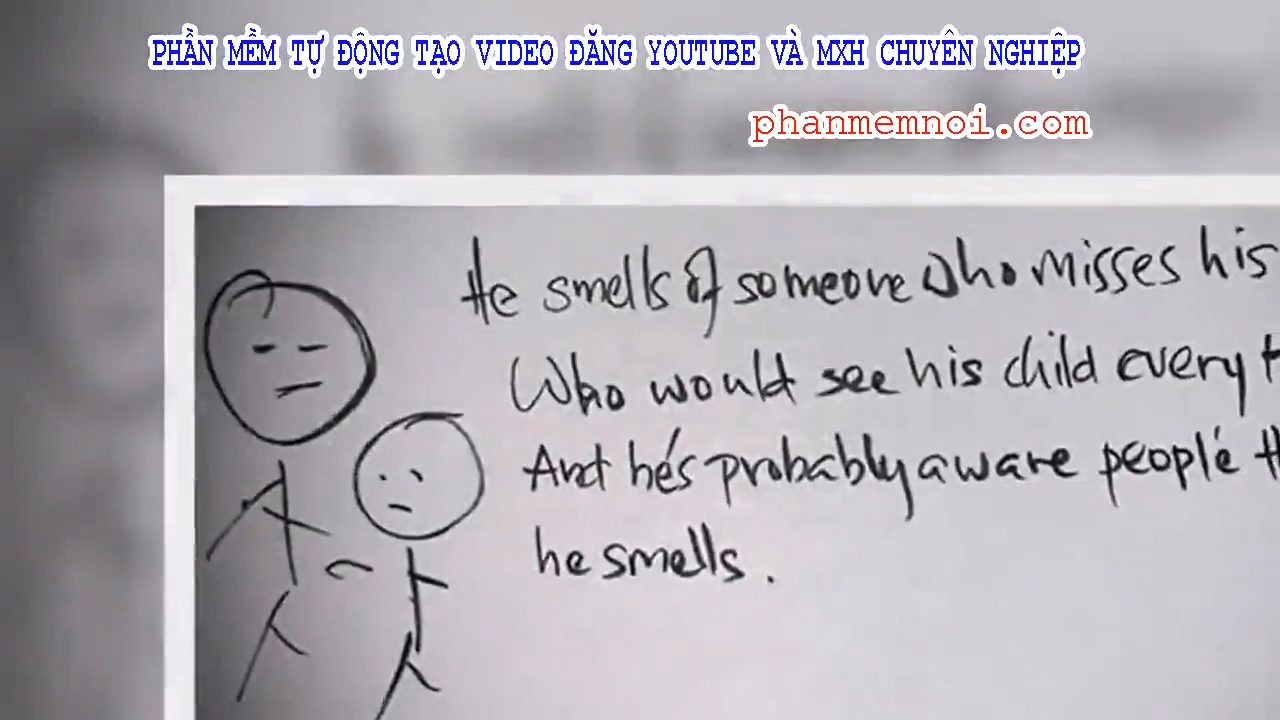 PHẦN MỀM TỰ ĐỘNG TẠO VIDEO ĐĂNG YOUTUBE VÀ MXH CHUYÊN NGHIỆP
phanmemnoi.com
He smells of someone who misses his
Who would see his child every
And he's probably aware people
he smells.